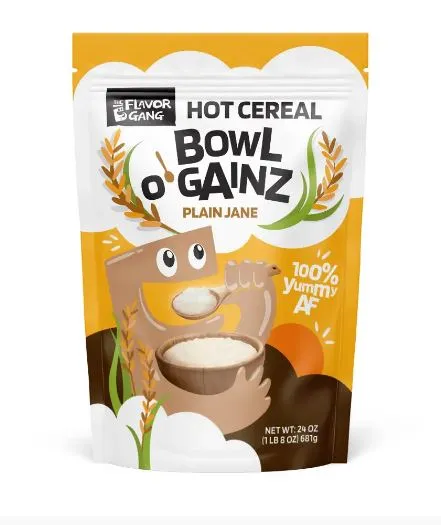 THE FLAVOR
GANG
HOT CEREAL
BOWL
O' GAINZ
PLAIN JANE
100%
yummy
AF
NET WT: 24 OZ
(1 LB 8 OZ) 681g